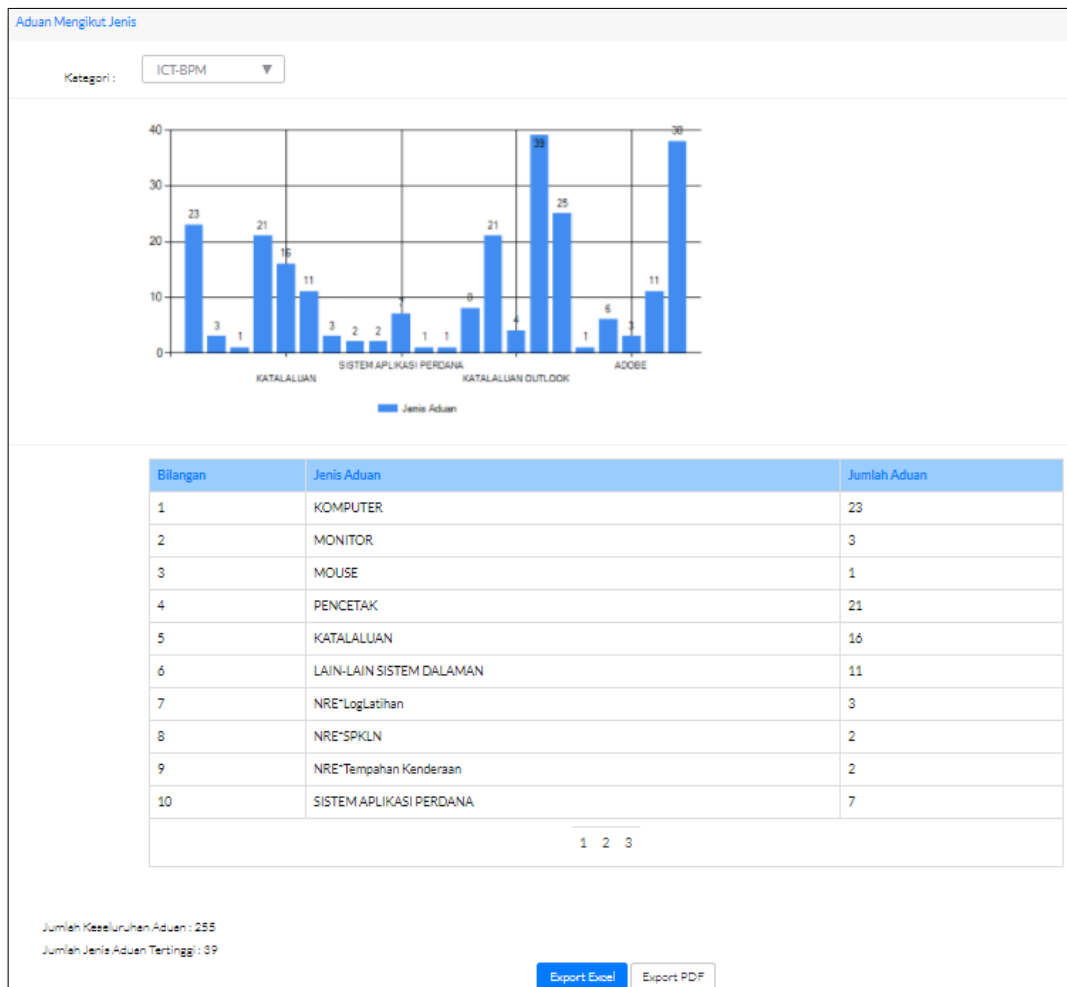 Aduan Mengikut Jenis
Kategori : ICT-BPM ▼
40
30
20
10
0
23 3 1 21 16 11 3 2 2 7 1 1 8 21 4 39 25 1 6 3 11 38
SISTEM APLIKASI PERDANA ADOBE
KATALALUAN KATALALUAN OUTLOOK
Jenis Aduan
Bilangan Jenis Aduan Jumlah Aduan
1 KOMPUTER 23
2 MONITOR 3
3 MOUSE 1
4 PENCETAK 21
5 KATALALUAN 16
6 LAIN-LAIN SISTEM DALAMAN 11
7 NRE*LogLatihan 3
8 NRE*SPKLN 2
9 NRE*Tempahan Kenderaan 2
10 SISTEM APLIKASI PERDANA 7
1 2 3
Jumlah Keseluruhan Aduan : 255
Jumlah Jenis Aduan Tertinggi : 39
Export Excel Export PDF